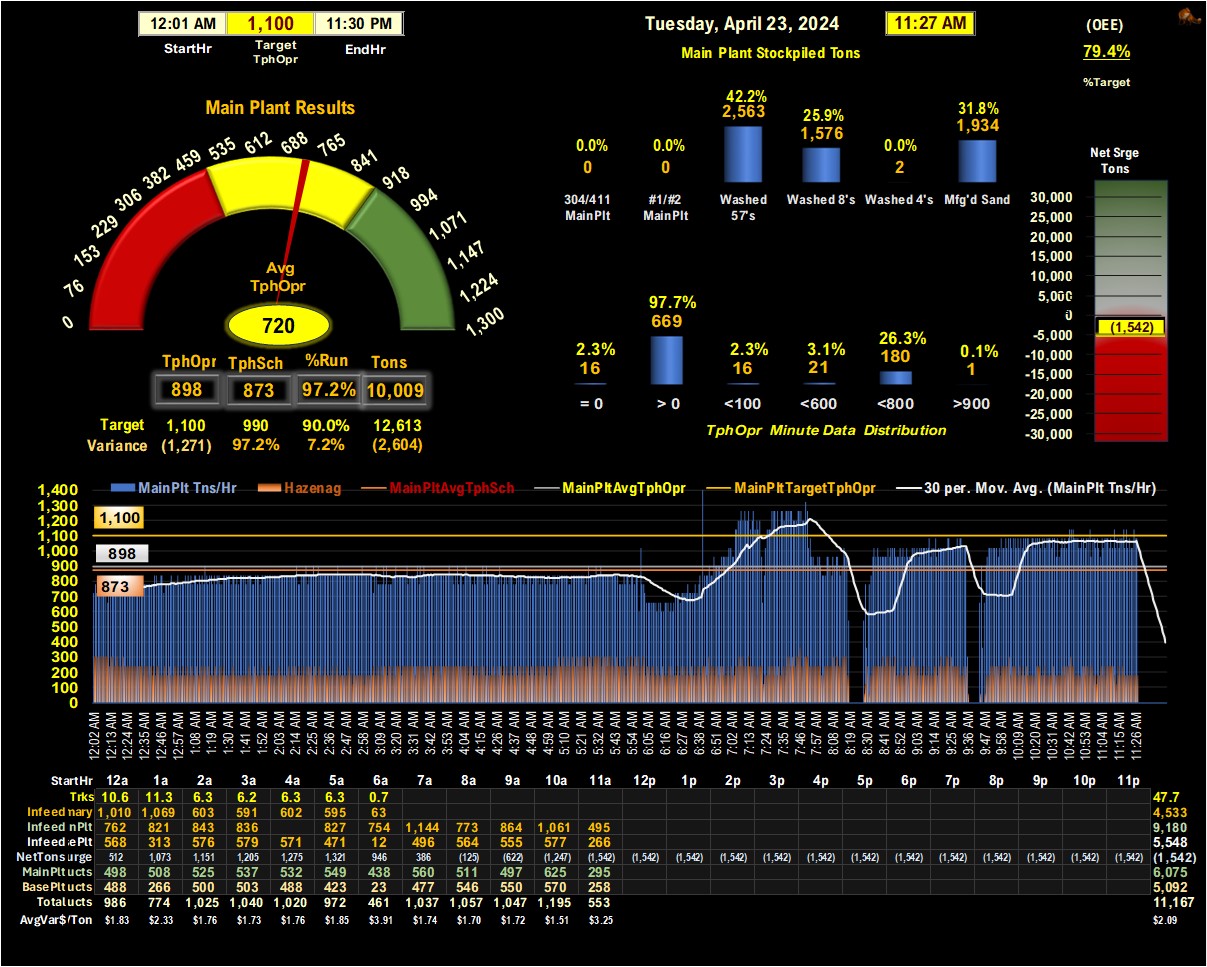 12:01 AM 1,100 11:30 PM
StartHr Target TphOpr EndHr
Tuesday, April 23, 2024 11:27 AM
(OEE)
79.4%
%Target
Main Plant Stockpiled Tons
42.2% 25.9% 31.8%
2,563 1,576 1,934
0.0% 0.0% 0.0%
0 0 2
304/411 MainPlt #1/#2 MainPlt Washed 57's Washed 8's Washed 4's Mfg'd Sand
Main Plant Results
0 76 153 229 306 382 459 535 612 688 765 841 918 994 1,071 1,147 1,224 1,300
Avg
TphOpr
720
TphOpr TphSch %Run Tons
898 873 97.2% 10,009
Target 1,100 990 90.0% 12,613
Variance (1,271) 97.2% 7.2% (2,604)
2.3% 97.7% 2.3% 3.1% 26.3% 0.1%
16 669 16 21 180 1
= 0 > 0 <100 <600 <800 >900
TphOpr Minute Data Distribution
Net Srge
Tons
30,000
25,000
20,000
15,000
10,000
5,000
0
(1,542)
-5,000
-10,000
-15,000
-20,000
-25,000
-30,000
MainPlt Tns/Hr Hazenag MainPltAvgTphSch MainPltAvgTphOpr MainPltTargetTphOpr 30 per. Mov. Avg. (MainPlt Tns/Hr)
1,400
1,300
1,200
1,100
1,000
900
800
700
600
500
400
300
200
100
0
1,100
898
873
12:02 AM 12:13 AM 12:24 AM 12:35 AM 12:46 AM 12:57 AM 1:08 AM 1:19 AM 1:30 AM 1:41 AM 1:52 AM 2:03 AM 2:14 AM 2:25 AM 2:36 AM 2:47 AM 2:58 AM 3:09 AM 3:20 AM 3:31 AM 3:42 AM 3:53 AM 4:04 AM 4:15 AM 4:26 AM 4:37 AM 4:48 AM 4:59 AM 5:10 AM 5:21 AM 5:32 AM 5:43 AM 5:54 AM 6:05 AM 6:16 AM 6:27 AM 6:38 AM 6:51 AM 7:02 AM 7:13 AM 7:24 AM 7:35 AM 7:46 AM 7:57 AM 8:08 AM 8:19 AM 8:30 AM 8:41 AM 8:52 AM 9:03 AM 9:14 AM 9:25 AM 9:36 AM 9:47 AM 9:58 AM 10:09 AM 10:20 AM 10:31 AM 10:42 AM 10:53 AM 11:04 AM 11:15 AM 11:26 AM
StartHr 12a 1a 2a 3a 4a 5a 6a 7a 8a 9a 10a 11a 12p 1p 2p 3p 4p 5p 6p 7p 8p 9p 10p 11p
Trks 10.6 11.3 6.3 6.2 6.3 6.3 0.7 47.7
Infeed mary 1,010 1,069 603 591 602 595 63 4,533
Infeed nPlt 762 821 843 836 827 754 1,144 773 864 1,061 495 9,180
Infeed ePlt 568 313 576 579 571 471 12 496 564 555 577 266 5,548
NetTons urge 512 1,073 1,151 1,205 1,275 1,321 946 386 (125) (622) (1,247) (1,542) (1,542) (1,542) (1,542) (1,542) (1,542) (1,542) (1,542) (1,542) (1,542) (1,542) (1,542) (1,542) (1,542)
MainPlt ucts 498 508 525 537 532 549 438 560 511 497 625 295 6,075
BasePlt ucts 488 266 500 503 488 423 23 477 546 550 570 258 5,092
Total ucts 986 774 1,025 1,040 1,020 972 461 1,037 1,057 1,047 1,195 553 11,167
AvgVar$/Ton $1.83 $2.33 $1.76 $1.73 $1.76 $1.85 $3.91 $1.74 $1.70 $1.72 $1.51 $3.25 $2.09